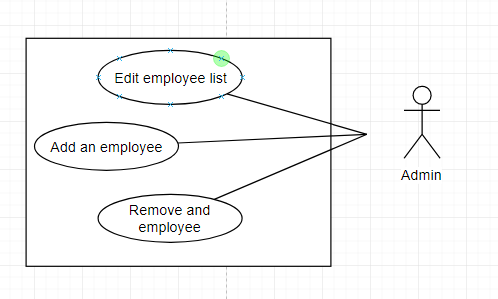 Edit employee list
Add an employee
Remove and
employee
Admin